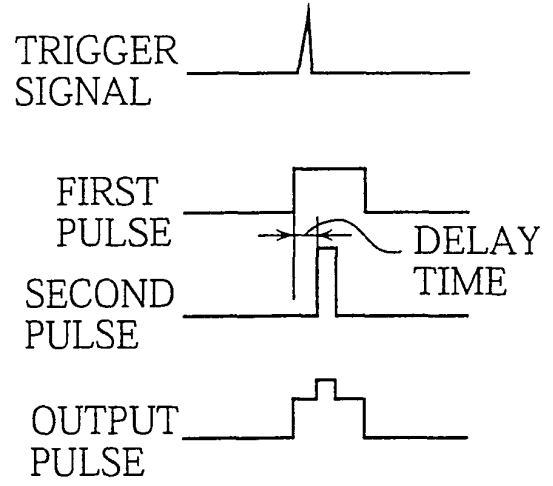 TRIGGER
SIGNAL
FIRST
PULSE
DELAY
TIME
SECOND
PULSE
OUTPUT
PULSE